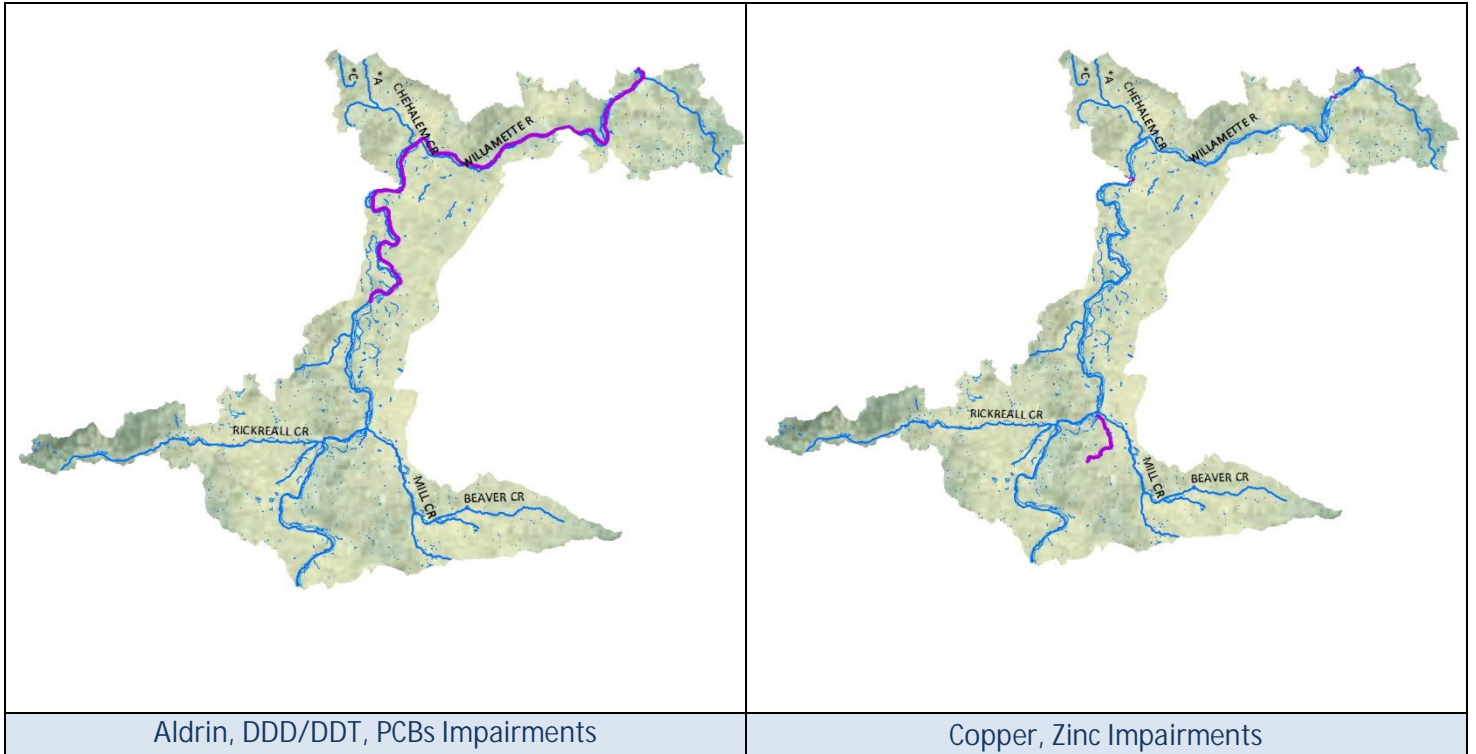 *C
*A
CHEHALEM CR
WILLAMETTE R
RICKREALL CR
MILL CR
BEAVER CR
Aldrin, DDD/DDT, PCBs Impairments
*C
*A
CHEHALEM CR
WILLAMETTE R
RICKREALL CR
MILL CR
BEAVER CR
Copper, Zinc Impairments